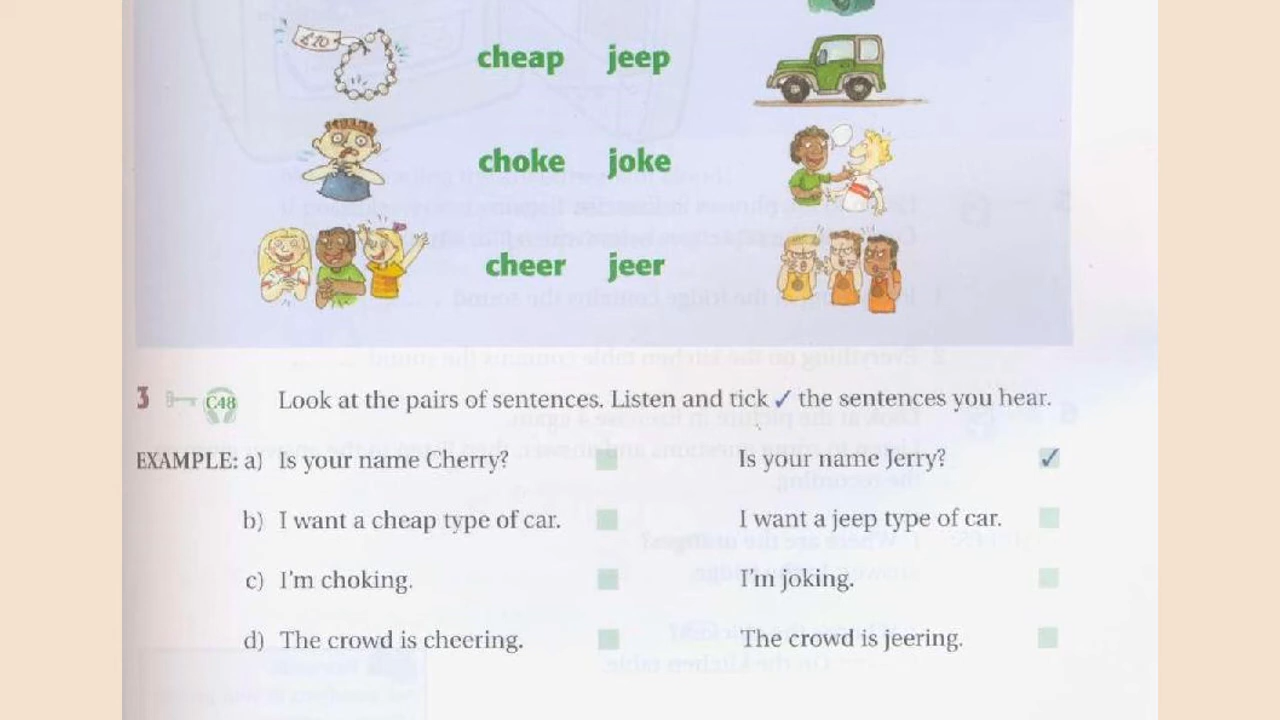 £20
cheap jeep
choke joke
cheer jeer
3 C48 Look at the pairs of sentences. Listen and tick ✓ the sentences you hear.
EXAMPLE: a) Is your name Cherry? Is your name Jerry? ✓
b) I want a cheap type of car. I want a jeep type of car.
c) I'm choking. I'm joking.
d) The crowd is cheering. The crowd is jeering.